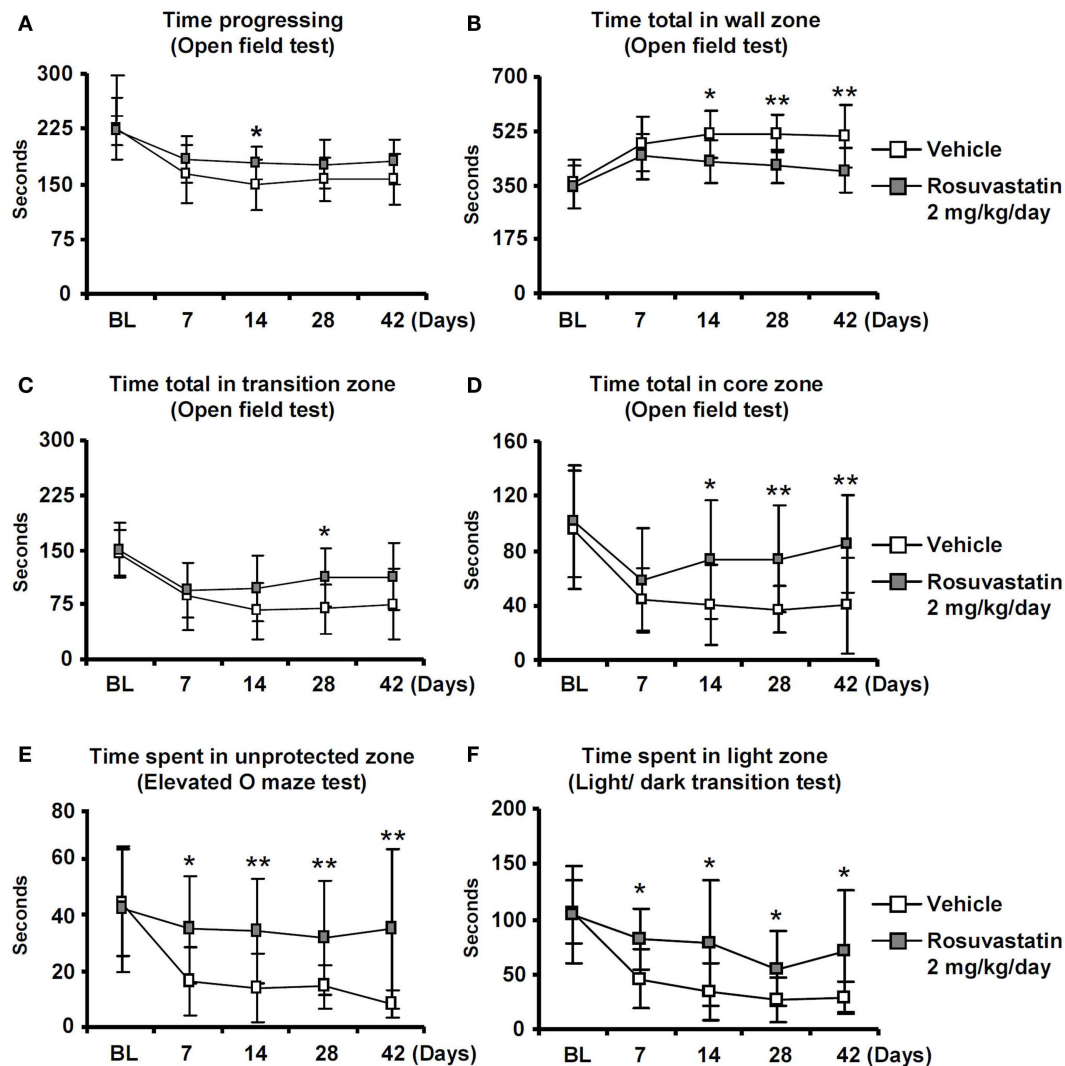 A
Time progressing
(Open field test)
300
225
150
75
0
Seconds
*
BL 7 14 28 42 (Days)
B
Time total in wall zone
(Open field test)
700
525
350
175
0
Seconds
* ** **
BL 7 14 28 42 (Days)
Vehicle
Rosuvastatin
2 mg/kg/day
C
Time total in transition zone
(Open field test)
300
225
150
75
0
Seconds
*
BL 7 14 28 42 (Days)
D
Time total in core zone
(Open field test)
160
120
80
40
0
Seconds
* ** **
BL 7 14 28 42 (Days)
Vehicle
Rosuvastatin
2 mg/kg/day
E
Time spent in unprotected zone
(Elevated O maze test)
80
60
40
20
0
Seconds
* ** ** **
BL 7 14 28 42 (Days)
F
Time spent in light zone
(Light/ dark transition test)
200
150
100
50
0
Seconds
* * * *
BL 7 14 28 42 (Days)
Vehicle
Rosuvastatin
2 mg/kg/day